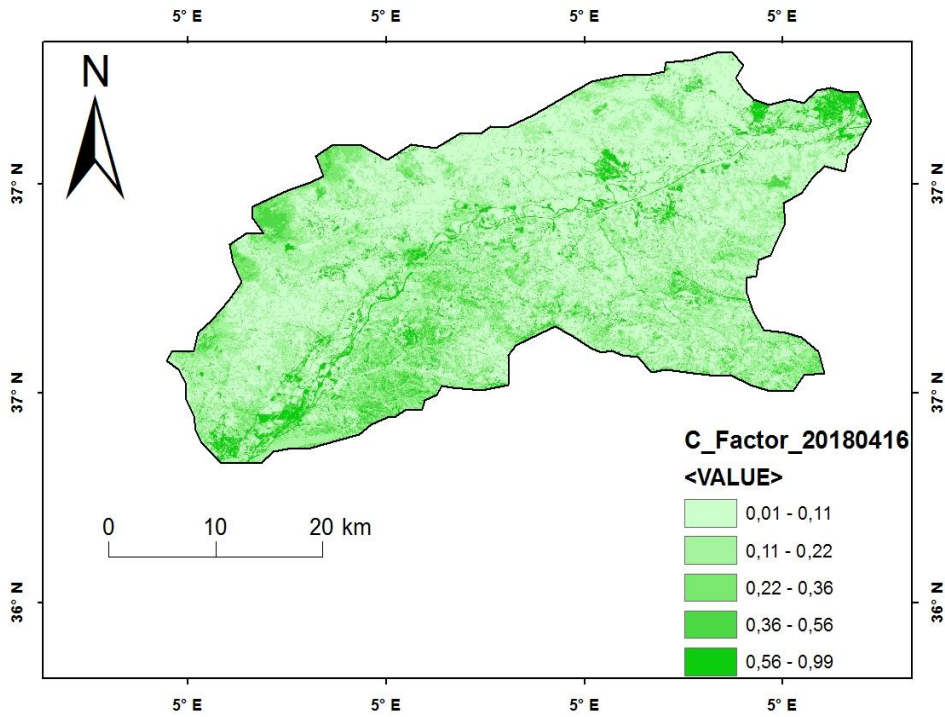 5° E 5° E 5° E 5° E
N
37° N 37° N
37° N 37° N
C_Factor_20180416
<VALUE>
0 10 20 km
0,01 - 0,11
0,11 - 0,22
0,22 - 0,36
36° N 36° N
0,36 - 0,56
0,56 - 0,99
5° E 5° E 5° E 5° E